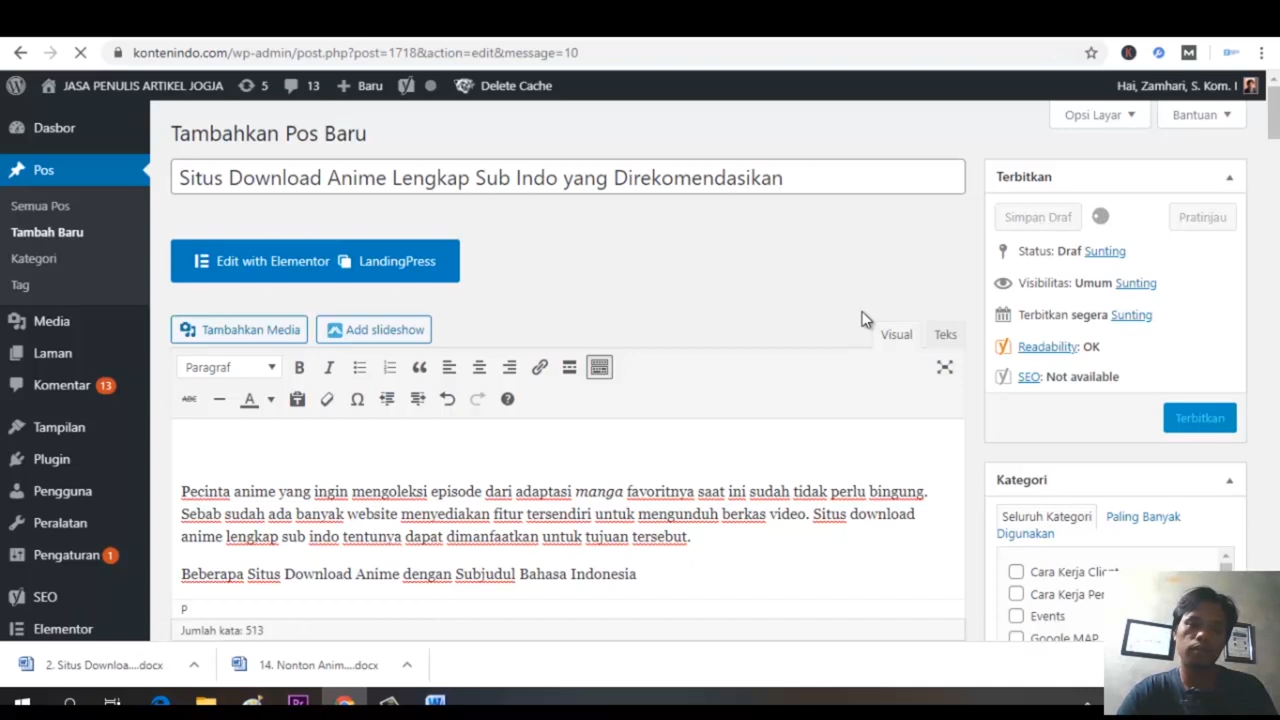 kontenindo.com/wp-admin/post.php?post=1718&action=edit&message=10
JASA PENULIS ARTIKEL JOGJA
5
13
Baru
Delete Cache
Hai, Zamhari, S. Kom. I
Dasbor
Pos
Semua Pos
Tambah Baru
Kategori
Tag
Media
Laman
Komentar 13
Tampilan
Plugin
Pengguna
Peralatan
Pengaturan 1
SEO
Elementor
Opsi Layar
Bantuan
Tambahkan Pos Baru
Situs Download Anime Lengkap Sub Indo yang Direkomendasikan
Edit with Elementor LandingPress
Tambahkan Media
Add slideshow
Visual
Teks
Paragraf
B I
ABC
A
Pecinta anime yang ingin mengoleksi episode dari adaptasi manga favoritnya saat ini sudah tidak perlu bingung.
Sebab sudah ada banyak website menyediakan fitur tersendiri untuk mengunduh berkas video. Situs download
anime lengkap sub indo tentunya dapat dimanfaatkan untuk tujuan tersebut.
Beberapa Situs Download Anime dengan Subjudul Bahasa Indonesia
P
Jumlah kata: 513
Terbitkan
Simpan Draf
Pratinjau
Status: Draf Sunting
Visibilitas: Umum Sunting
Terbitkan segera Sunting
Readability: OK
SEO: Not available
Terbitkan
Kategori
Seluruh Kategori
Paling Banyak
Digunakan
Cara Kerja
Cara Kerja
Events
Google MAP
2. Situs Downloa....docx
14. Nonton Anim....docx